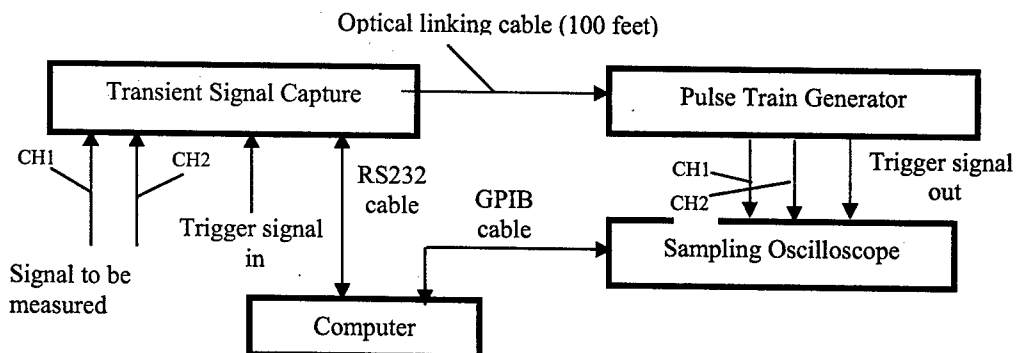 Optical linking cable (100 feet)
Transient Signal Capture
Pulse Train Generator
CH1
CH2
RS232
cable
Trigger signal
in
GPIB
cable
CH1
CH2
Trigger signal
out
Sampling Oscilloscope
Signal to be
measured
Computer